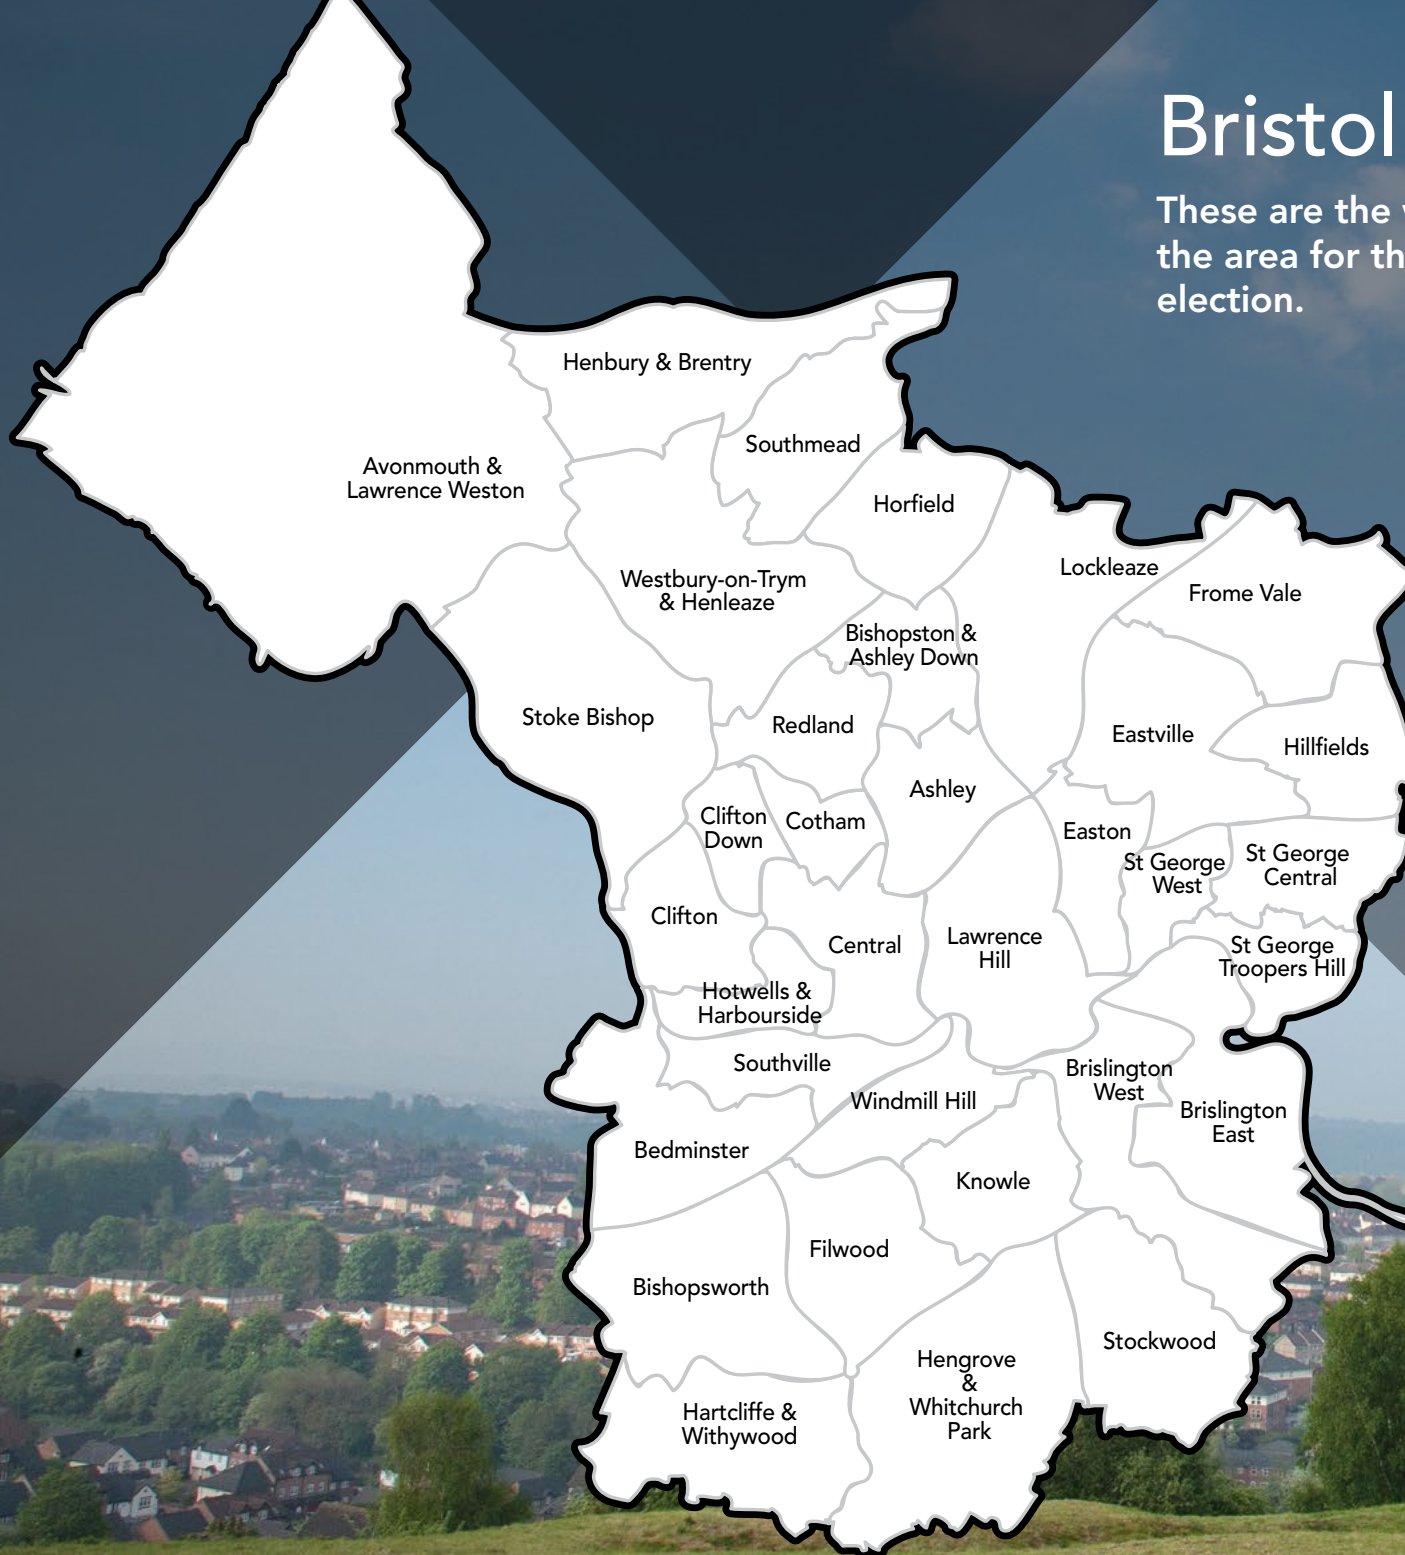 Bristol
These are the
the area for th
election.
Henbury & Brentry
Southmead
Avonmouth &
Lawrence Weston
Horfield
Lockleaze
Westbury-on-Trym
& Henleaze
Frome Vale
Bishopston &
Ashley Down
Stoke Bishop
Redland
Eastville
Hillfields
Ashley
Clifton
Down
Cotham
Easton
St George
West
St George
Central
Clifton
Central
Lawrence
Hill
St George
Troopers Hill
Hotwells &
Harbourside
Southville
Brislington
West
Windmill Hill
Brislington
East
Bedminster
Knowle
Filwood
Bishopsworth
Stockwood
Hengrove
&
Whitchurch
Park
Hartcliffe &
Withywood